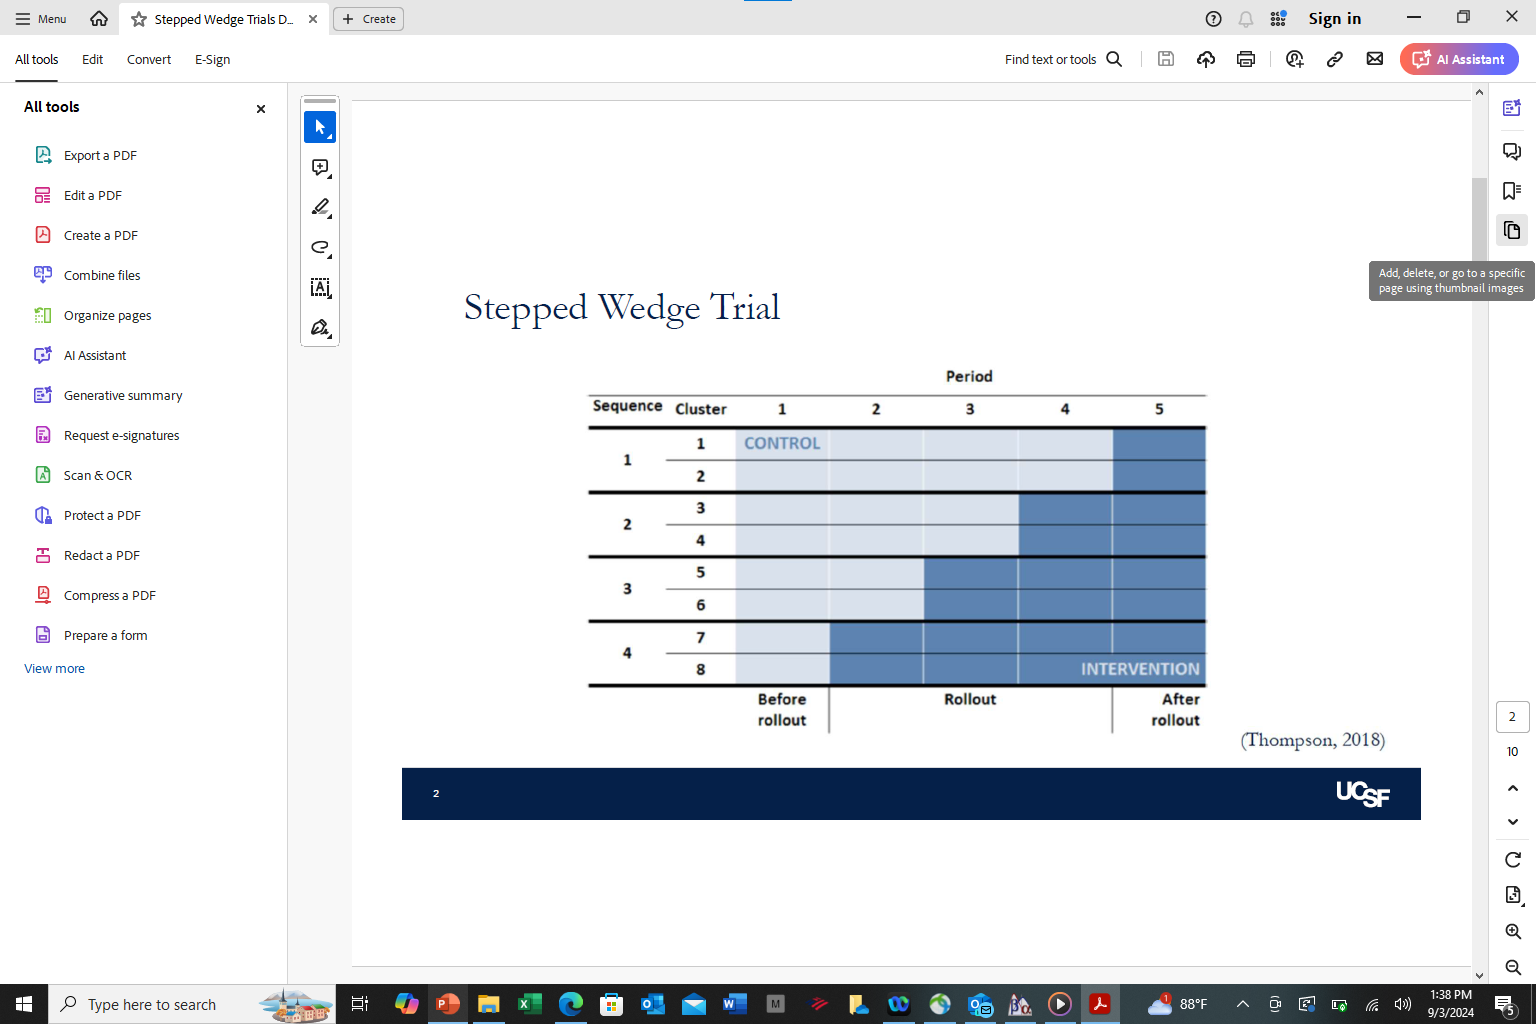 Menu
Stepped Wedge Trials D...
Create
Sign in
All tools
Edit
Convert
E-Sign
Find text or tools
AI Assistant
All tools
Export a PDF
Edit a PDF
Create a PDF
Combine files
Organize pages
AI Assistant
Generative summary
Request e-signatures
Scan & OCR
Protect a PDF
Redact a PDF
Compress a PDF
Prepare a form
View more
Add, delete, or go to a specific
page using thumbnail images
Stepped Wedge Trial
Period
Sequence Cluster 1 2 3 4 5
1 1 CONTROL
2
2 3
4
3 5
6
4 7
8 INTERVENTION
Before rollout
Rollout
After rollout
(Thompson, 2018)
2
UCSF
2
10
Type here to search
88°F
1:38 PM
9/3/2024
5